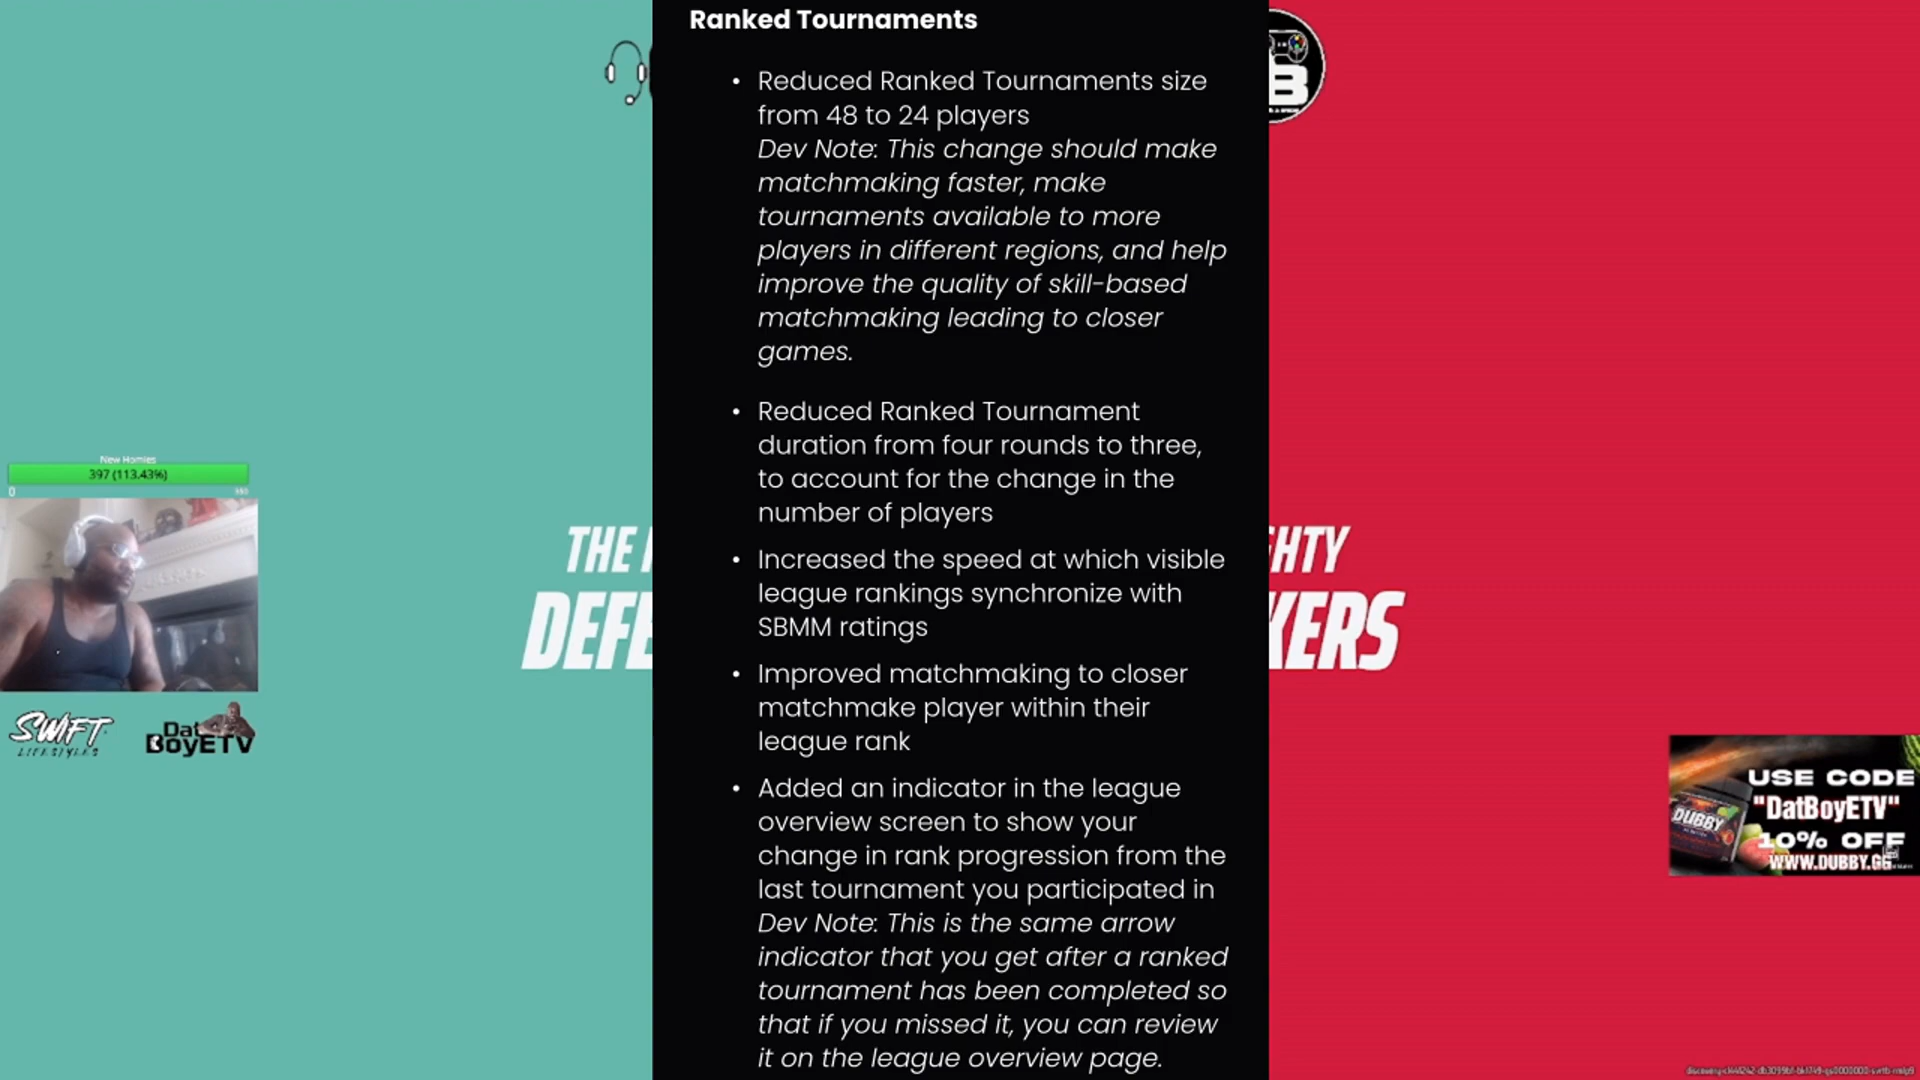 Ranked Tournaments
• Reduced Ranked Tournaments size
from 48 to 24 players
Dev Note: This change should make
matchmaking faster, make
tournaments available to more
players in different regions, and help
improve the quality of skill-based
matchmaking leading to closer
games.
• Reduced Ranked Tournament
duration from four rounds to three,
to account for the change in the
number of players
• Increased the speed at which visible
league rankings synchronize with
SBMM ratings
• Improved matchmaking to closer
matchmake player within their
league rank
• Added an indicator in the league
overview screen to show your
change in rank progression from the
last tournament you participated in
Dev Note: This is the same arrow
indicator that you get after a ranked
tournament has been completed so
that if you missed it, you can review
it on the league overview page.
B
New Homies
397 (113.43%)
0 350
THE
DEFE
GHTY
KERS
SWIFT
LIFESTYLES
Dat
BoyETV
USE CODE
"DatBoyETV"
10% OFF
WWW.DUBBY.GG
DUBBY